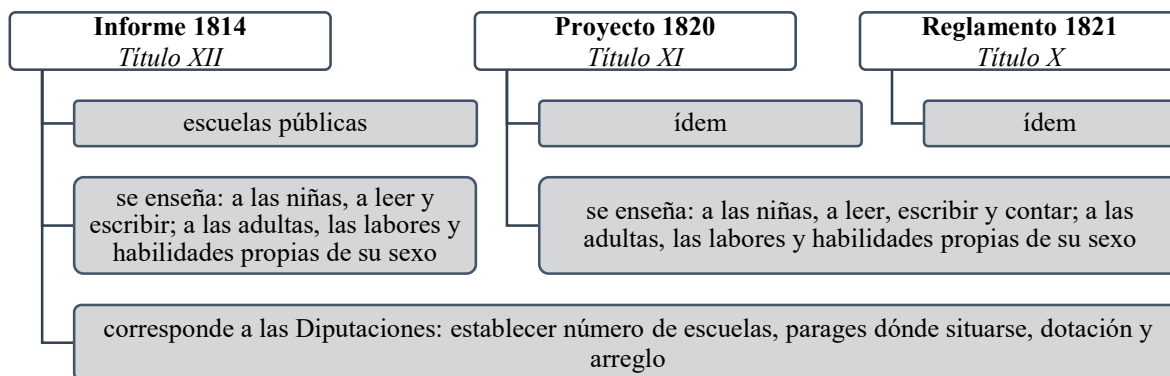 Informe 1814
Título XII
Proyecto 1820
Título XI
Reglamento 1821
Título X
escuelas públicas
ídem
ídem
se enseña: a las niñas, a leer y
escribir; a las adultas, las labores y
habilidades propias de su sexo
se enseña: a las niñas, a leer, escribir y contar; a las
adultas, las labores y habilidades propias de su sexo
corresponde a las Diputaciones: establecer número de escuelas, parages dónde situarse, dotación y
arreglo